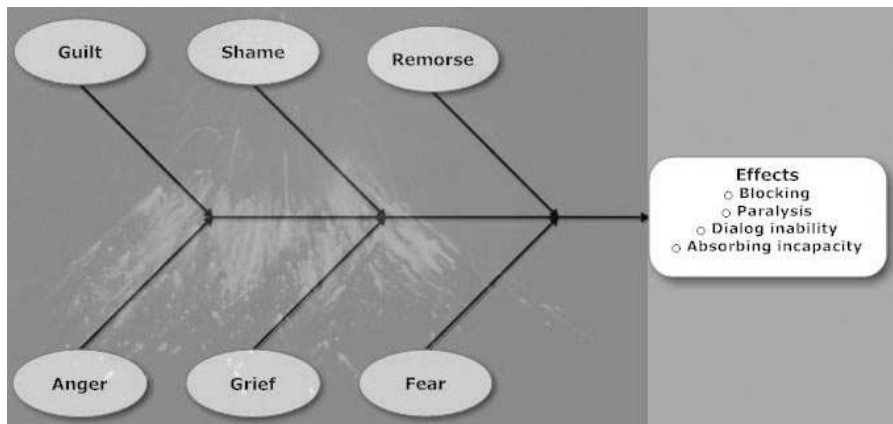 Guilt
Shame
Remorse
Effects
Blocking
Paralysis
Dialog inability
Absorbing incapacity
Anger
Grief
Fear